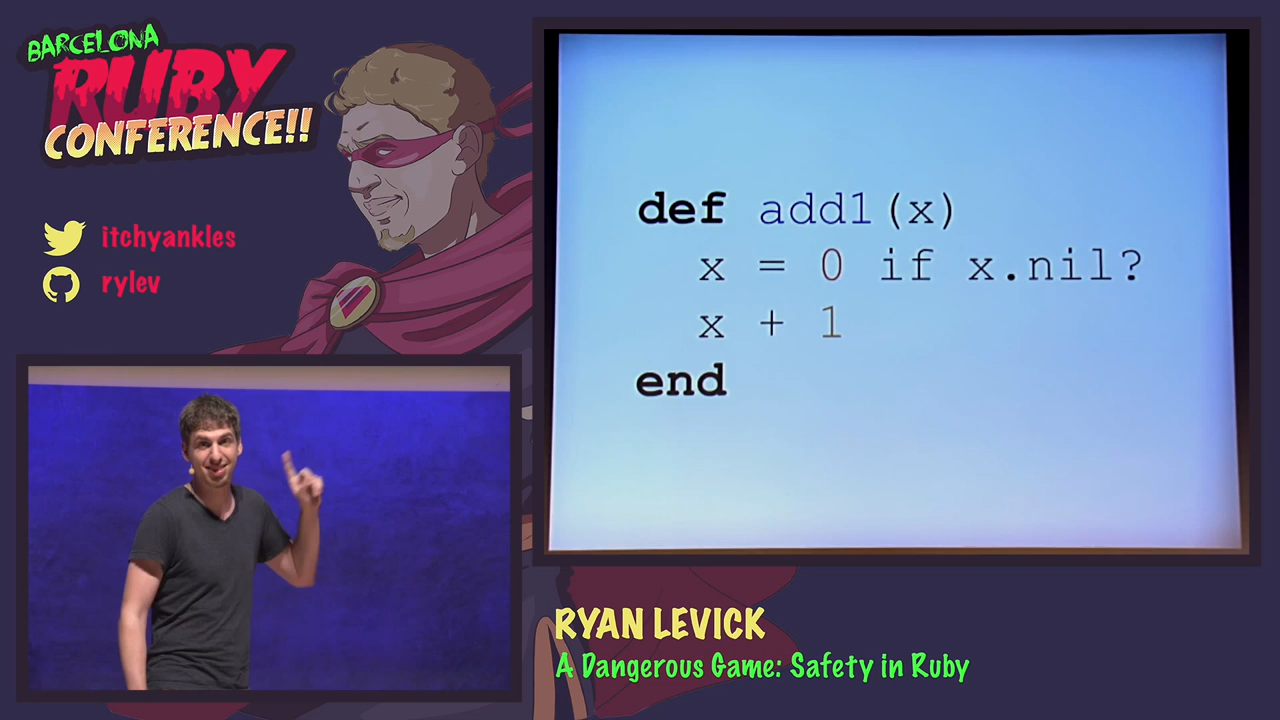 BARCELONA
RUBY
CONFERENCE!!
itchyankles
rylev
def add1(x)
x = 0 if x.nil?
x + 1
end
RYAN LEVICK
A Dangerous Game: Safety in Ruby